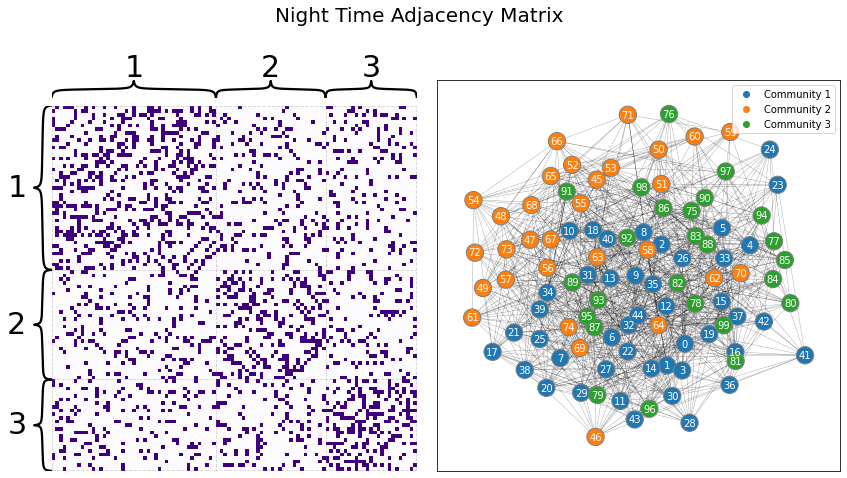 Night Time Adjacency Matrix
1 2 3
1
2
3
Community 1
Community 2
Community 3
71 76
60 59
66 50 24
52 53
65 45 51 97 23
91 98
54 68 55 86 75 90
48 94
10 18 40 92 8 5
47 67 2 83 77
72 73 63 58 26 88 33 4 85
56 31 13 9 62 70 84
49 57 89 35 82
34 93 78 15 80
61 39 95 44 12 37 42
74 87 32 64 99
21 25 6 0 19
17 7 69 22 16 41
38 27 14 1 3 81
20 29 79 11 30 36
43 96 28
46